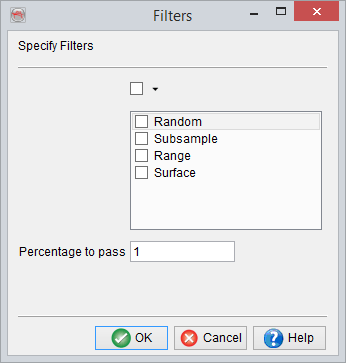 Filters
Specify Filters
Random
Subsample
Range
Surface
Percentage to pass 1
OK Cancel Help